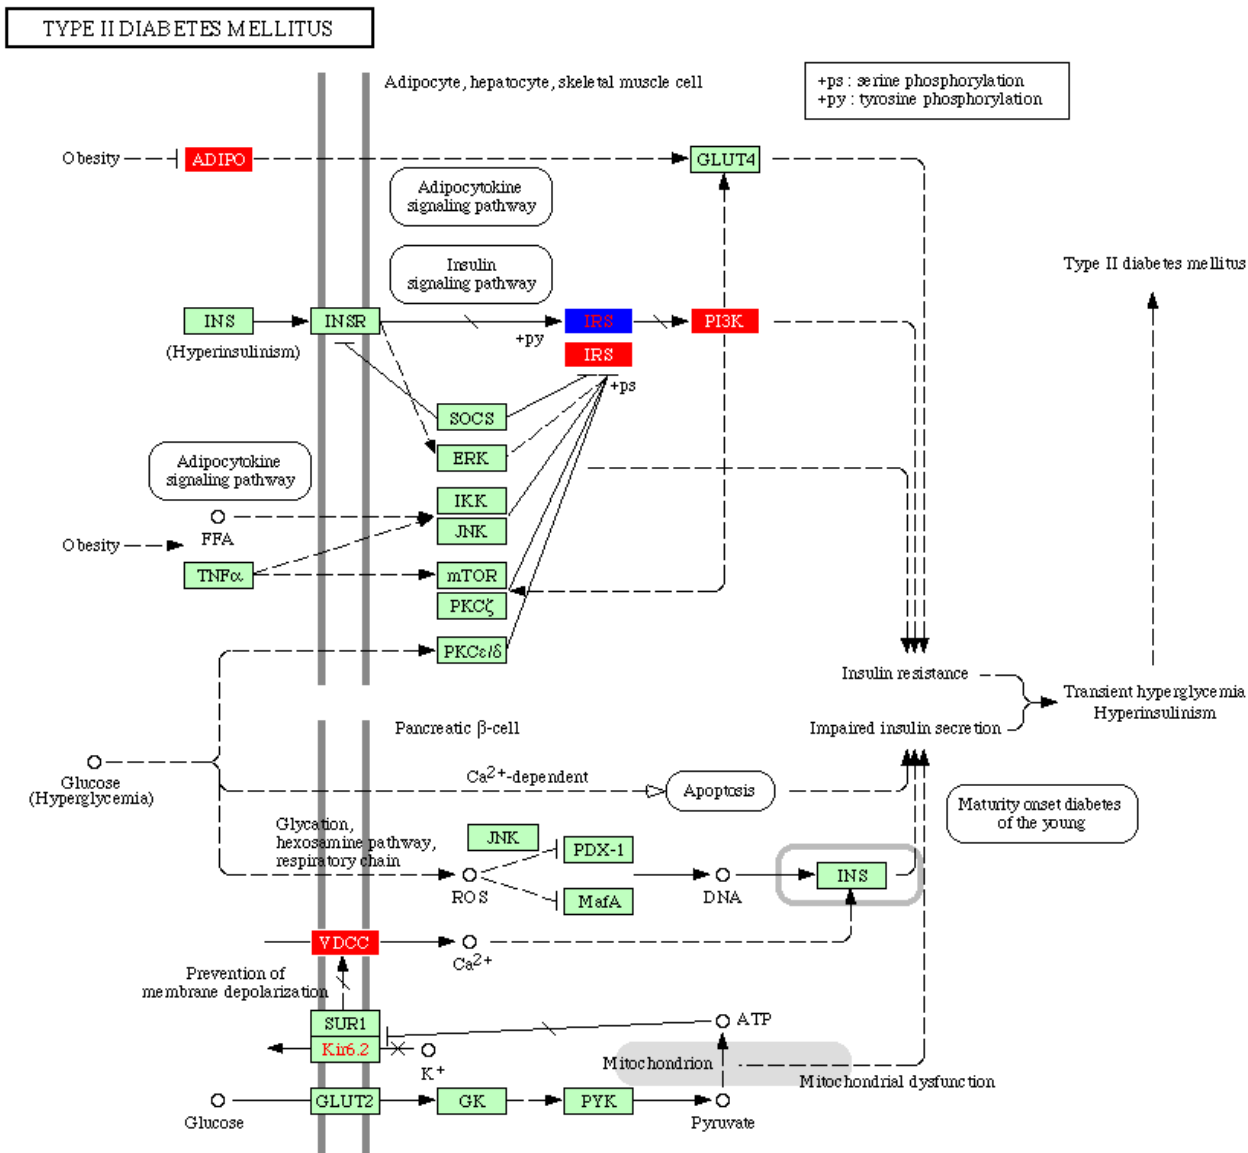 TYPE II DIABETES MELLITUS
Adipocyte, hepatocyte, skeletal muscle cell
+ps : serine phosphorylation
+py : tyrosine phosphorylation
Obesity
ADIPO
GLUT4
Adipocytokine
signaling pathway
Insulin
signaling pathway
Type II diabetes mellitus
INS
INSR
IRS
PI3K
+py
(Hyperinsulinism)
IRS
+ps
SOCS
ERK
Adipocytokine
signaling pathway
IKK
FFA
JNK
Obesity
TNFα
mTOR
PKCζ
PKCε/δ
Insulin resistance
Transient hyperglycemia
Hyperinsulinism
Pancreatic β-cell
Impaired insulin secretion
Glucose
(Hyperglycemia)
Ca2+-dependent
Apoptosis
Maturity onset diabetes
of the young
Glycation,
hexosamine pathway,
respiratory chain
JNK
PDX-1
ROS
MafA
DNA
INS
VDCC
Ca2+
Prevention of
membrane depolarization
SUR1
ATP
Kir6.2
K+
Mitochondrion
Mitochondrial dysfunction
Glucose
GLUT2
GK
PYK
Pyruvate